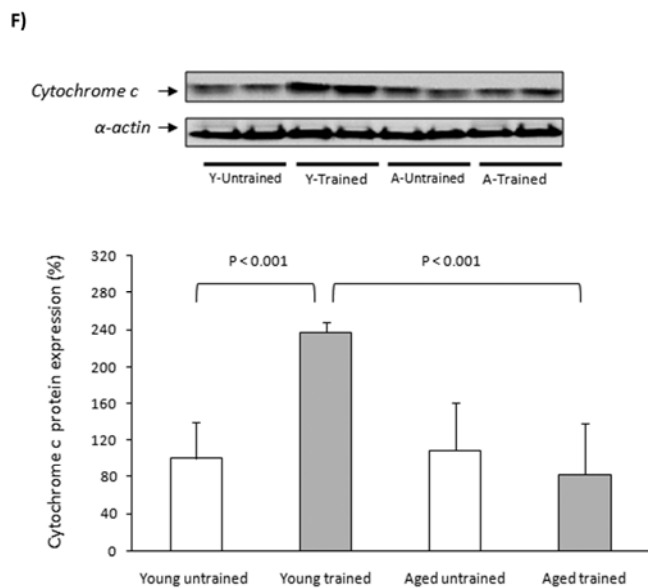 F)
Cytochrome c
α-actin
Y-Untrained Y-Trained A-Untrained A-Trained
Cytochrome c protein expression (%)
320
280
240
200
160
120
80
40
0
P < 0.001 P < 0.001
Young untrained Young trained Aged untrained Aged trained